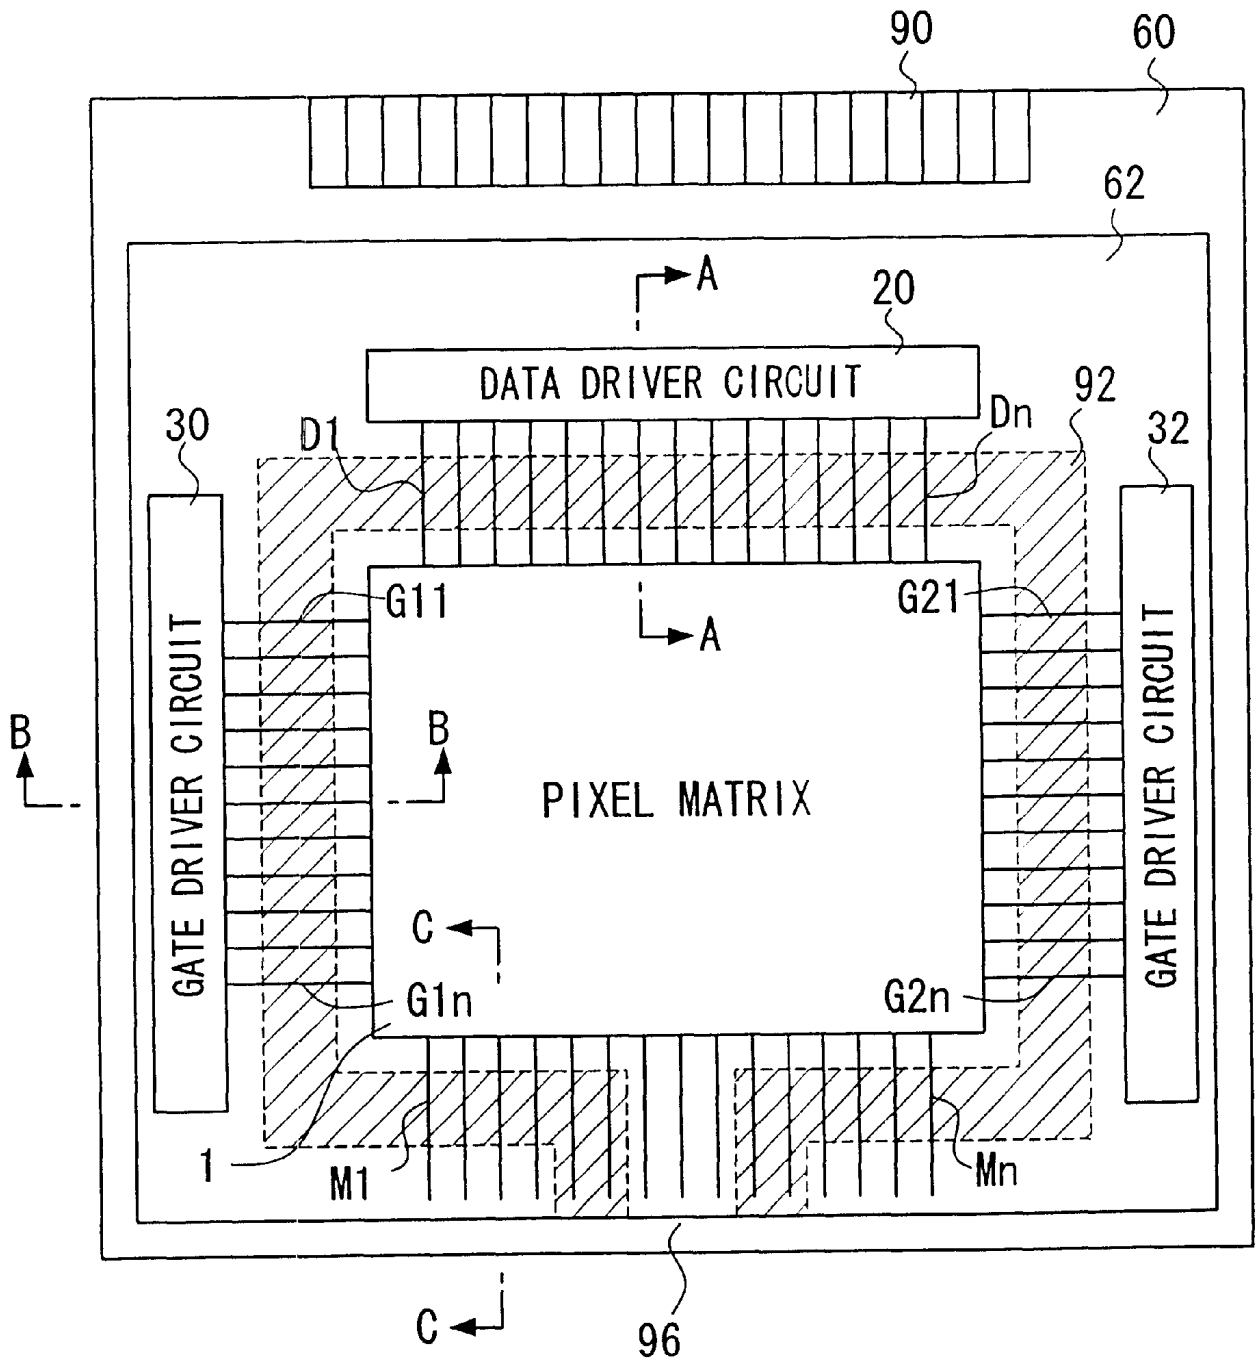 90
60
62
A
20
DATA DRIVER CIRCUIT
92
30
D1
Dn
32
G11
G21
A
GATE DRIVER CIRCUIT
GATE DRIVER CIRCUIT
B
B
PIXEL MATRIX
C
G1n
G2n
1
M1
Mn
C
96